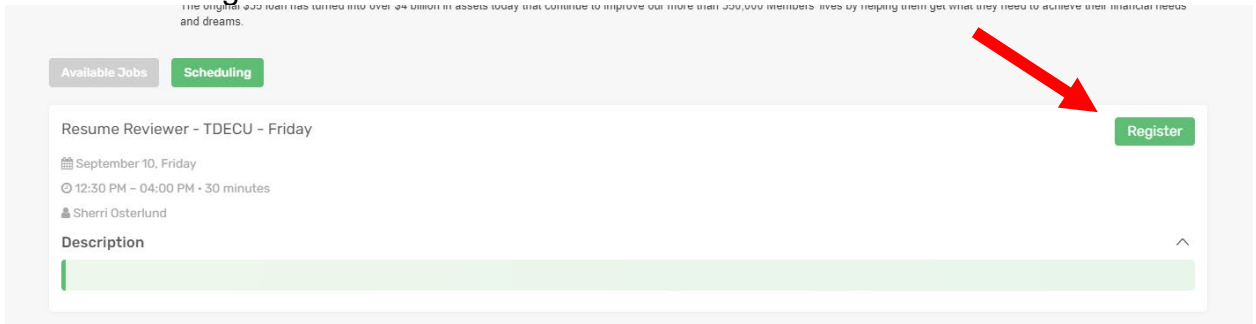 The original $35 loan has turned into over $4 billion in assets today that continue to improve our more than 350,000 Members' lives by helping them get what they need to achieve their financial needs
and dreams.
Available Jobs Scheduling
Resume Reviewer - TDECU - Friday Register
September 10, Friday
12:30 PM – 04:00 PM • 30 minutes
Sherri Osterlund
Description